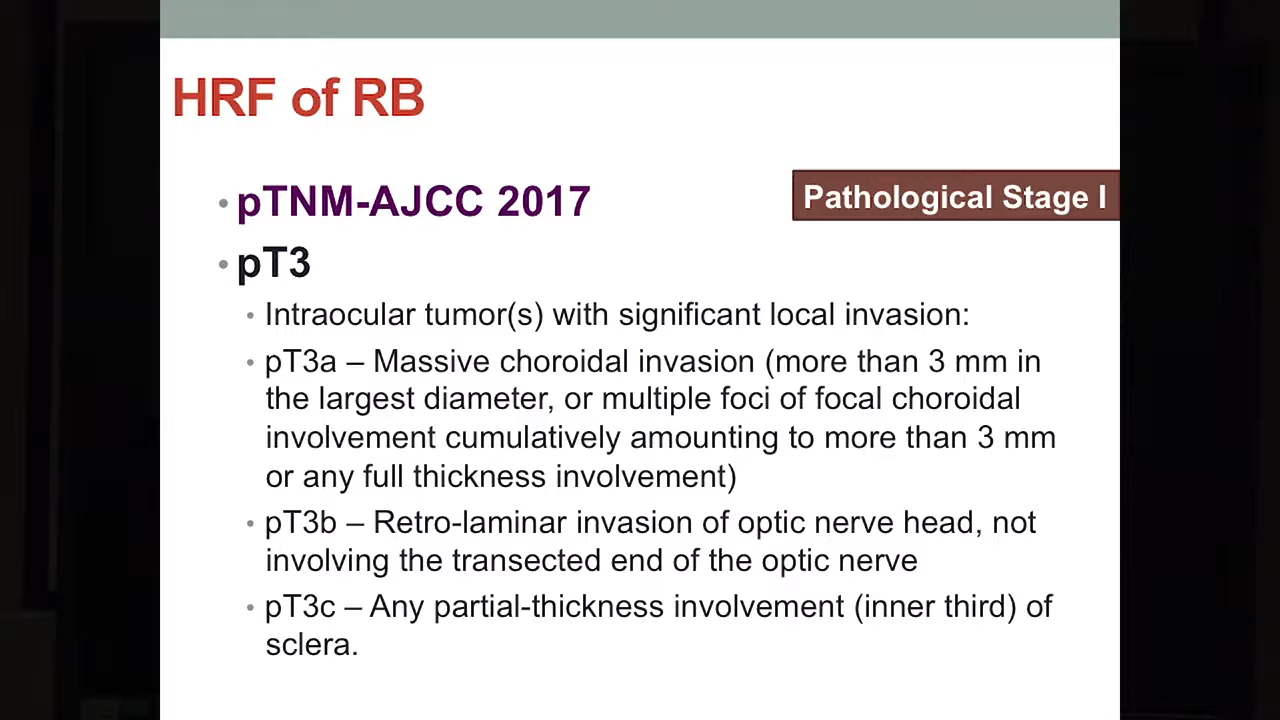 HRF of RB
• pTNM-AJCC 2017
Pathological Stage I
• pT3
• Intraocular tumor(s) with significant local invasion:
• pT3a – Massive choroidal invasion (more than 3 mm in
the largest diameter, or multiple foci of focal choroidal
involvement cumulatively amounting to more than 3 mm
or any full thickness involvement)
• pT3b – Retro-laminar invasion of optic nerve head, not
involving the transected end of the optic nerve
• pT3c – Any partial-thickness involvement (inner third) of
sclera.